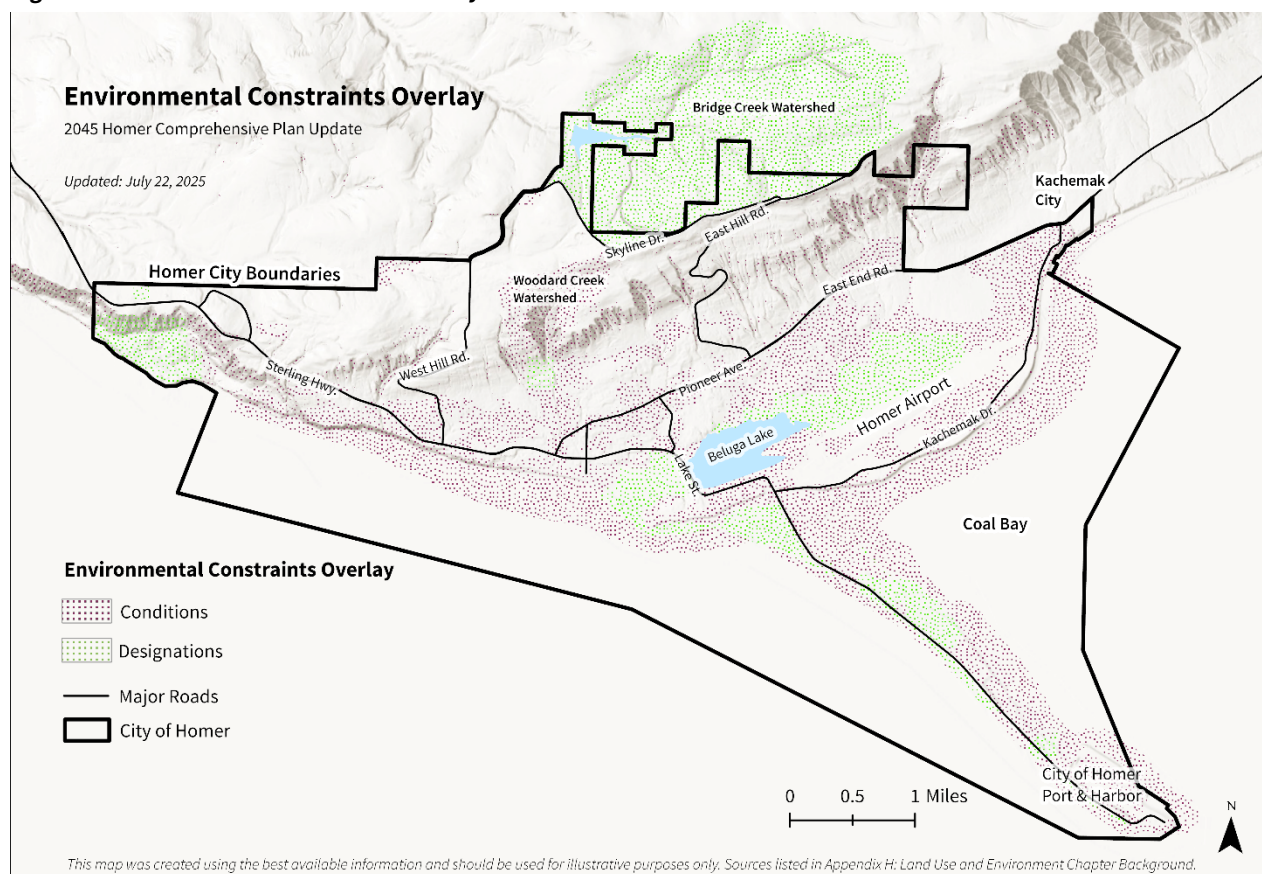 Environmental Constraints Overlay
2045 Homer Comprehensive Plan Update
Updated: July 22, 2025
Bridge Creek Watershed
Kachemak
City
Homer City Boundaries
Skyline Dr.
East Hill Rd.
Woodard Creek
Watershed
East End Rd.
Sterling Hwy.
West Hill Rd.
Pioneer Ave.
Homer Airport
Beluga Lake
Kachemak Dr.
Lake St.
Coal Bay
Environmental Constraints Overlay
Conditions
Designations
Major Roads
City of Homer
City of Homer
Port & Harbor
0 0.5 1 Miles
N
This map was created using the best available information and should be used for illustrative purposes only. Sources listed in Appendix H: Land Use and Environment Chapter Background.